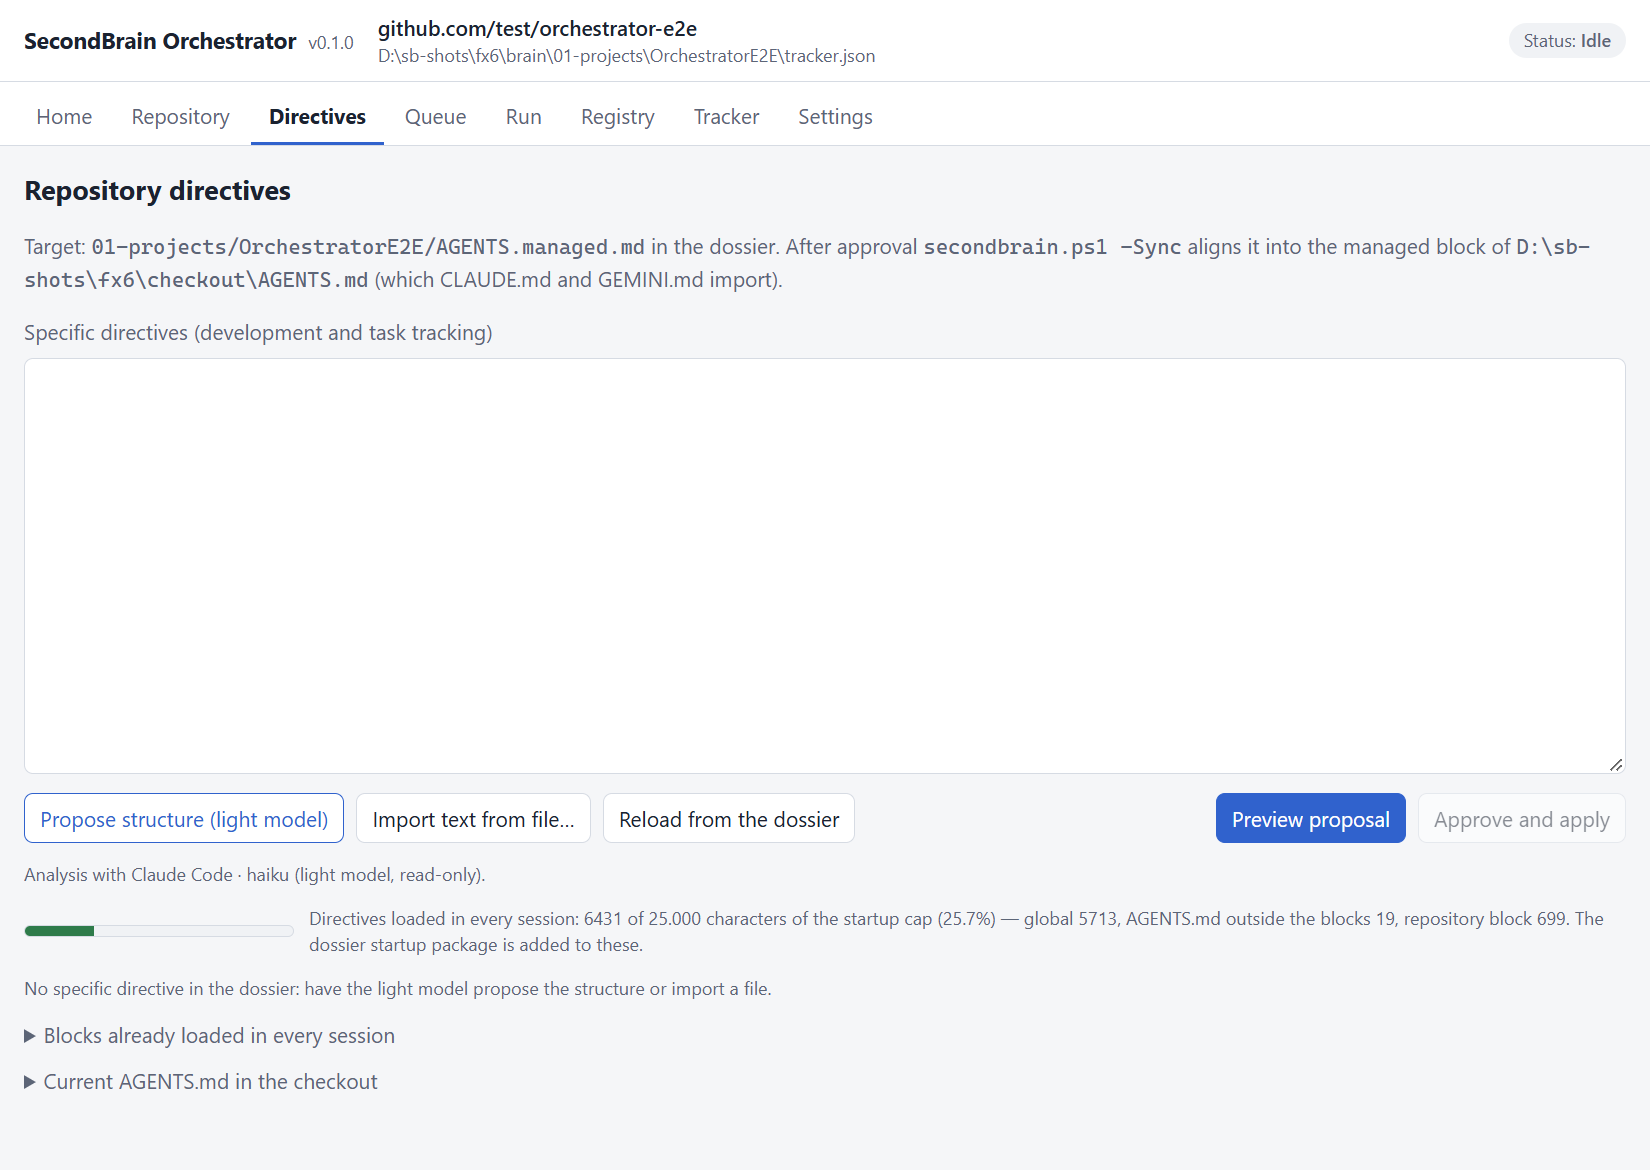 SecondBrain Orchestrator v0.1.0
github.com/test/orchestrator-e2e
D:\sb-shots\fx6\brain\01-projects\OrchestratorE2E\tracker.json
Status: Idle
Home Repository Directives Queue Run Registry Tracker Settings
Repository directives
Target: 01-projects/OrchestratorE2E/AGENTS.managed.md in the dossier. After approval secondbrain.ps1 -Sync aligns it into the managed block of D:\sb-
shots\fx6\checkout\AGENTS.md (which CLAUDE.md and GEMINI.md import).
Specific directives (development and task tracking)
Propose structure (light model) Import text from file... Reload from the dossier Preview proposal Approve and apply
Analysis with Claude Code · haiku (light model, read-only).
Directives loaded in every session: 6431 of 25.000 characters of the startup cap (25.7%) — global 5713, AGENTS.md outside the blocks 19, repository block 699. The
dossier startup package is added to these.
No specific directive in the dossier: have the light model propose the structure or import a file.
Blocks already loaded in every session
Current AGENTS.md in the checkout